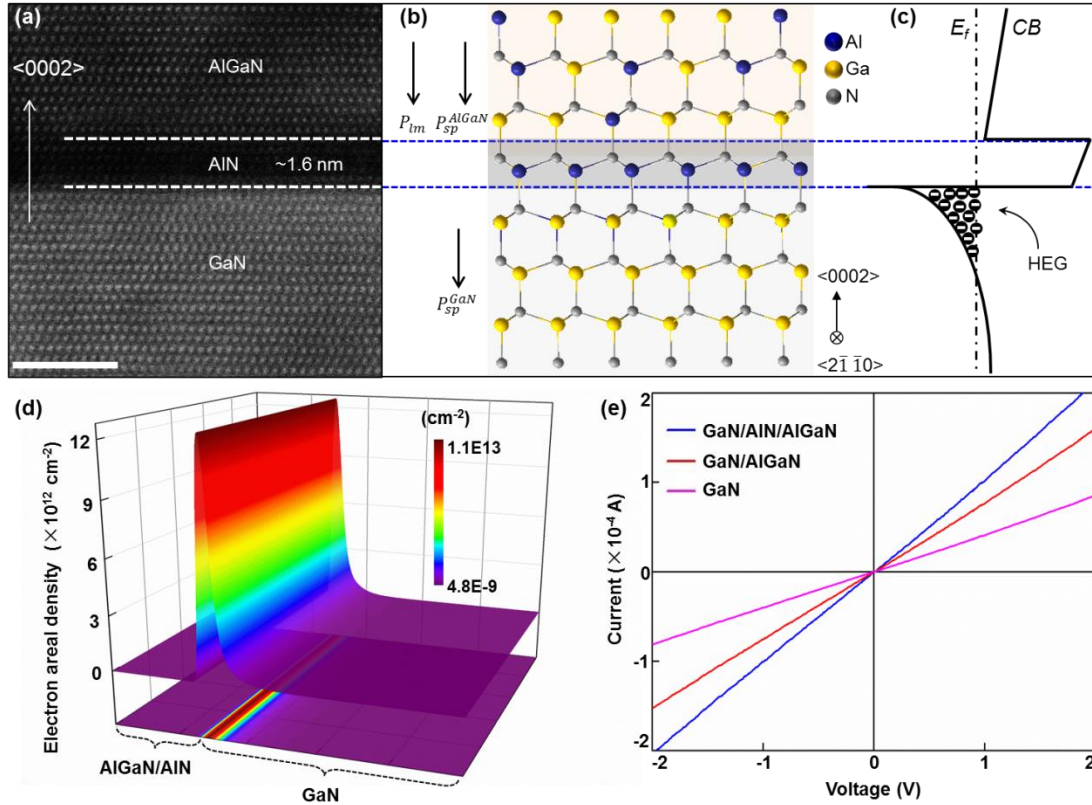 (a)
<0002>
AlGaN
AlN ~1.6 nm
GaN
(b)
P_lm P_sp^AlGaN
P_sp^GaN
Al
Ga
N
<0002>
<21̄ 1̄0>
(c)
E_f CB
HEG
(d)
Electron areal density (×10¹² cm⁻²)
12
9
6
3
0
(cm⁻²)
1.1E13
4.8E-9
AlGaN/AlN
GaN
(e)
GaN/AlN/AlGaN
GaN/AlGaN
GaN
Current (×10⁻⁴ A)
2
1
0
-1
-2
-2 -1 0 1 2
Voltage (V)